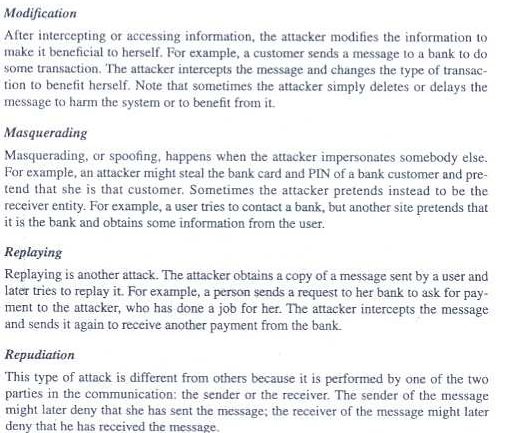 Modification
After intercepting or accessing information, the attacker modifies the information to
make it beneficial to herself. For example, a customer sends a message to a bank to do
some transaction. The attacker intercepts the message and changes the type of transac-
tion to benefit herself. Note that sometimes the attacker simply deletes or delays the
message to harm the system or to benefit from it.
Masquerading
Masquerading, or spoofing, happens when the attacker impersonates somebody else.
For example, an attacker might steal the bank card and PIN of a bank customer and pre-
tend that she is that customer. Sometimes the attacker pretends instead to be the
receiver entity. For example, a user tries to contact a bank, but another site pretends that
it is the bank and obtains some information from the user.
Replaying
Replaying is another attack. The attacker obtains a copy of a message sent by a user and
later tries to replay it. For example, a person sends a request to her bank to ask for pay-
ment to the attacker, who has done a job for her. The attacker intercepts the message
and sends it again to receive another payment from the bank.
Repudiation
This type of attack is different from others because it is performed by one of the two
parties in the communication: the sender or the receiver. The sender of the message
might later deny that she has sent the message; the receiver of the message might later
deny that he has received the message.